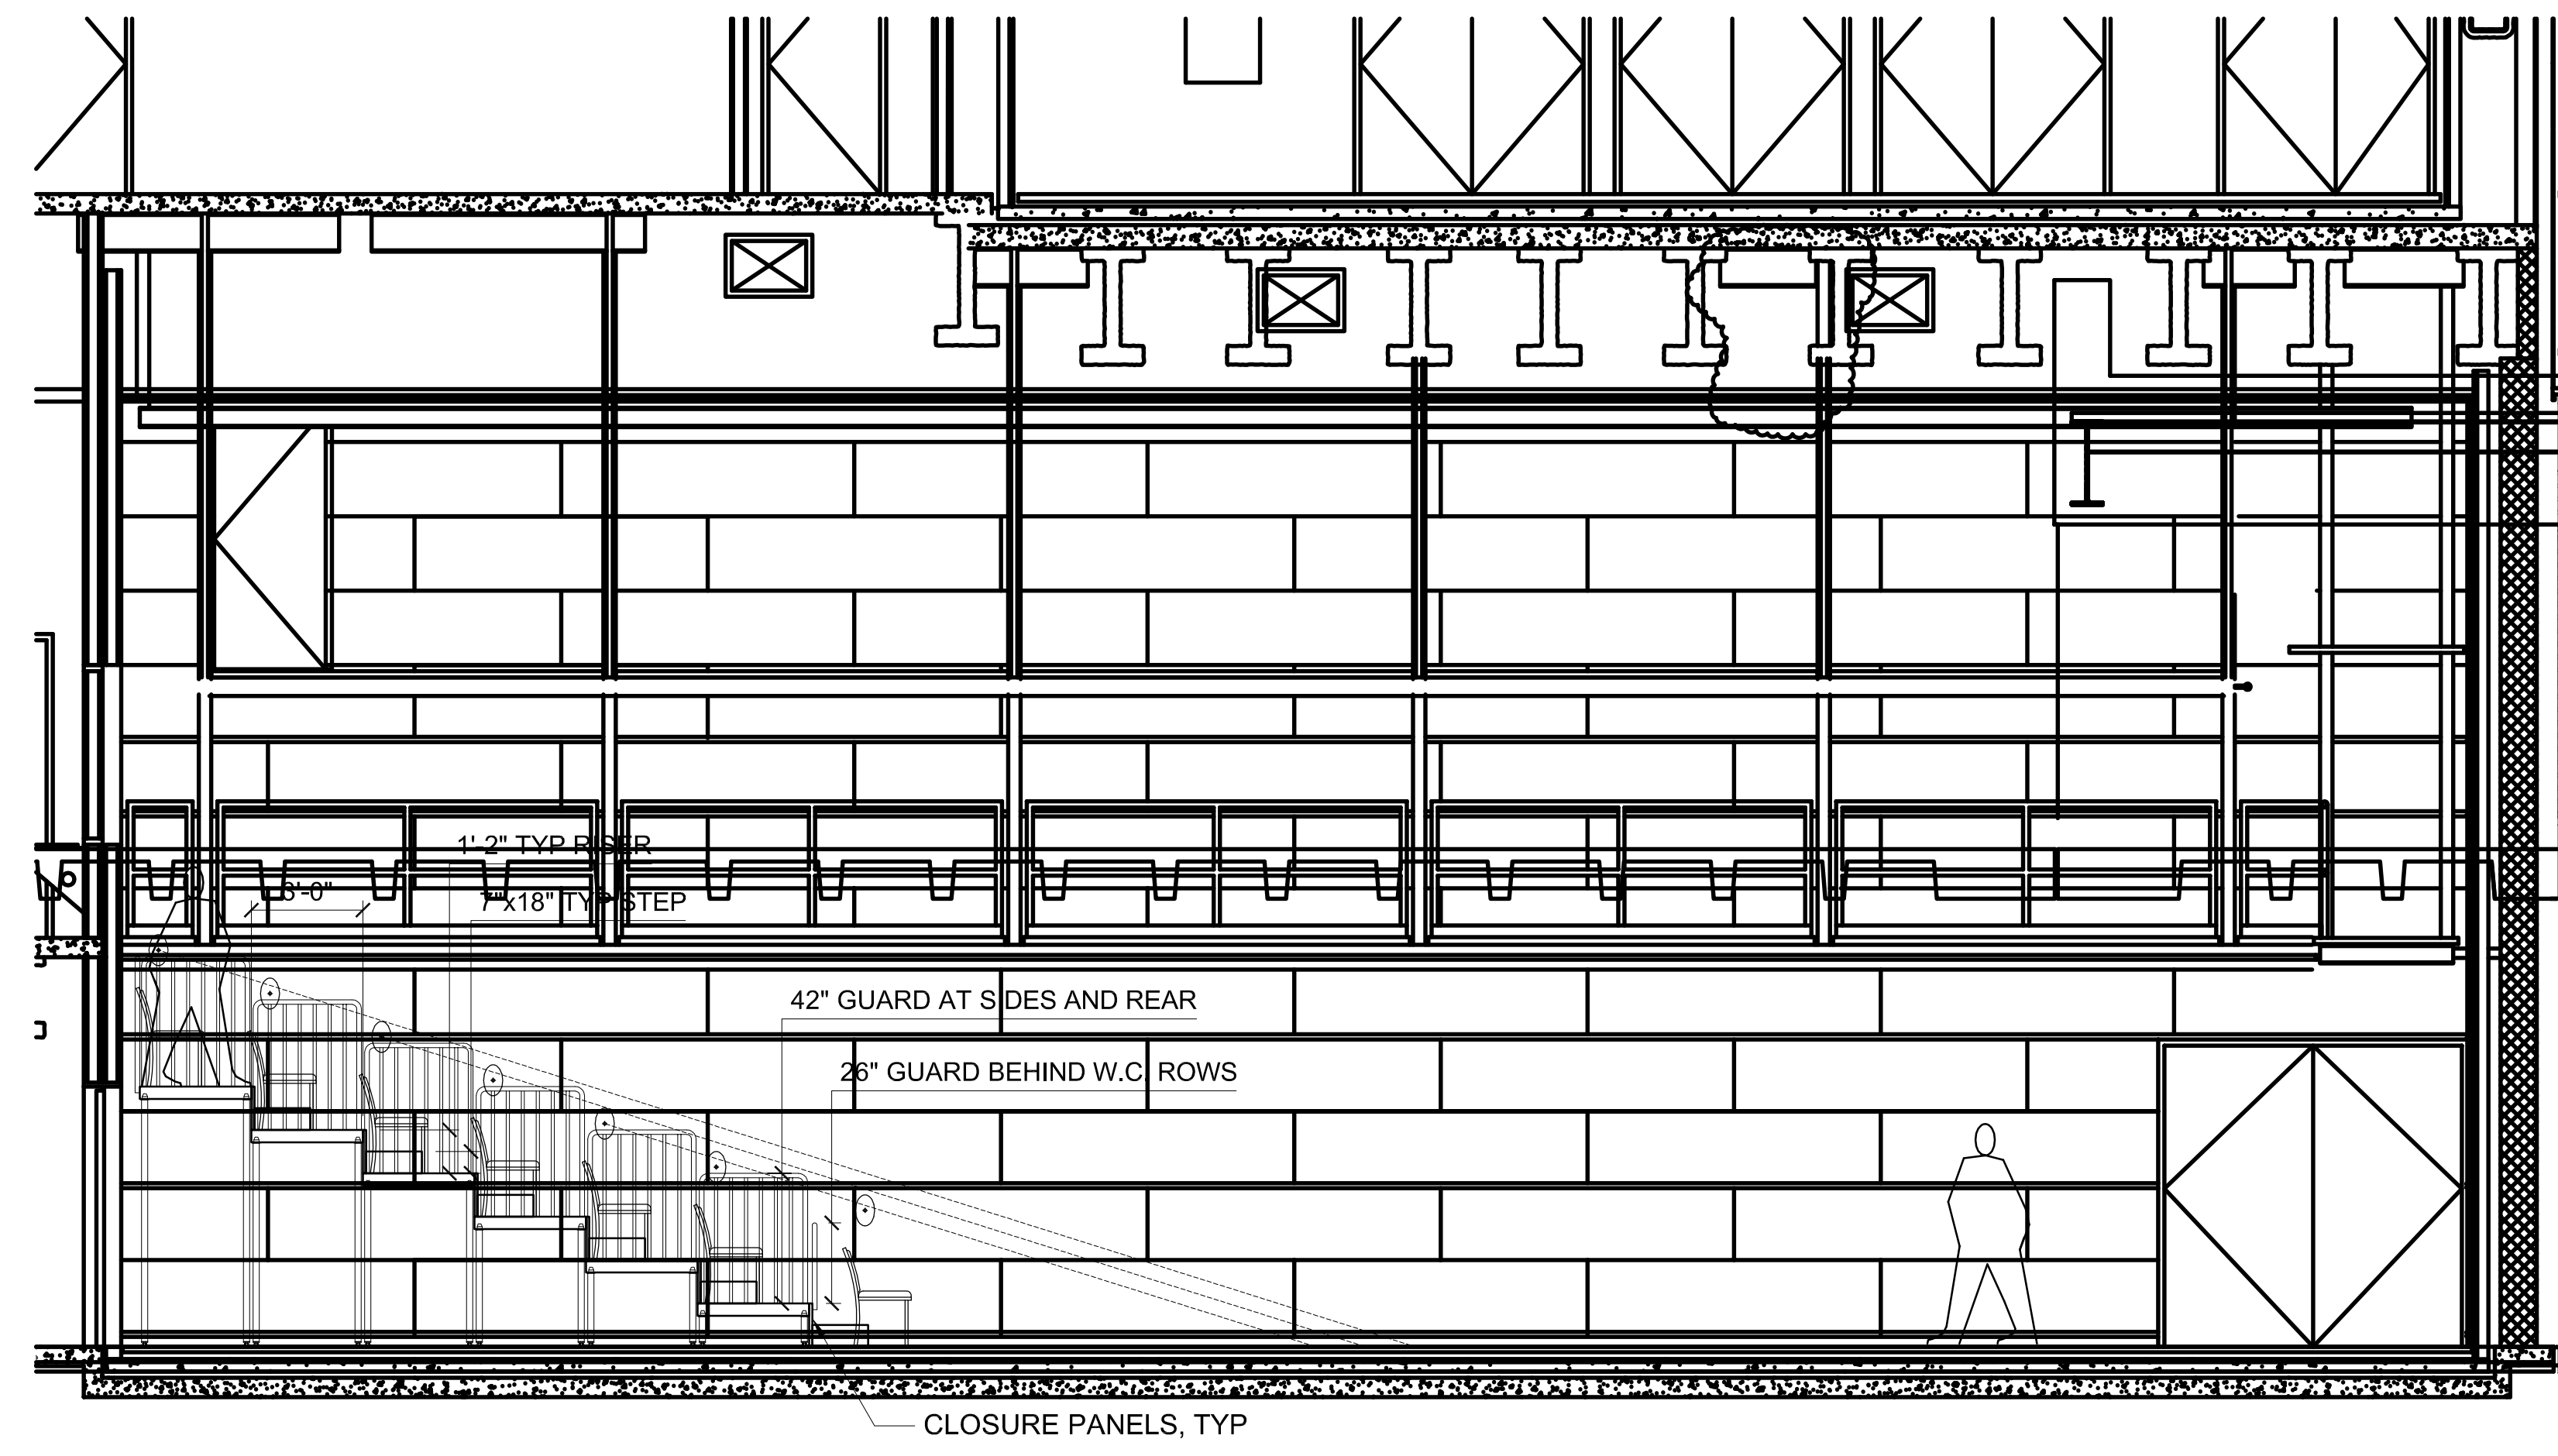 1'-2" TYP RISER
3'-0"
7"x18" TYP STEP
42" GUARD AT SIDES AND REAR
26" GUARD BEHIND W.C. ROWS
CLOSURE PANELS, TYP